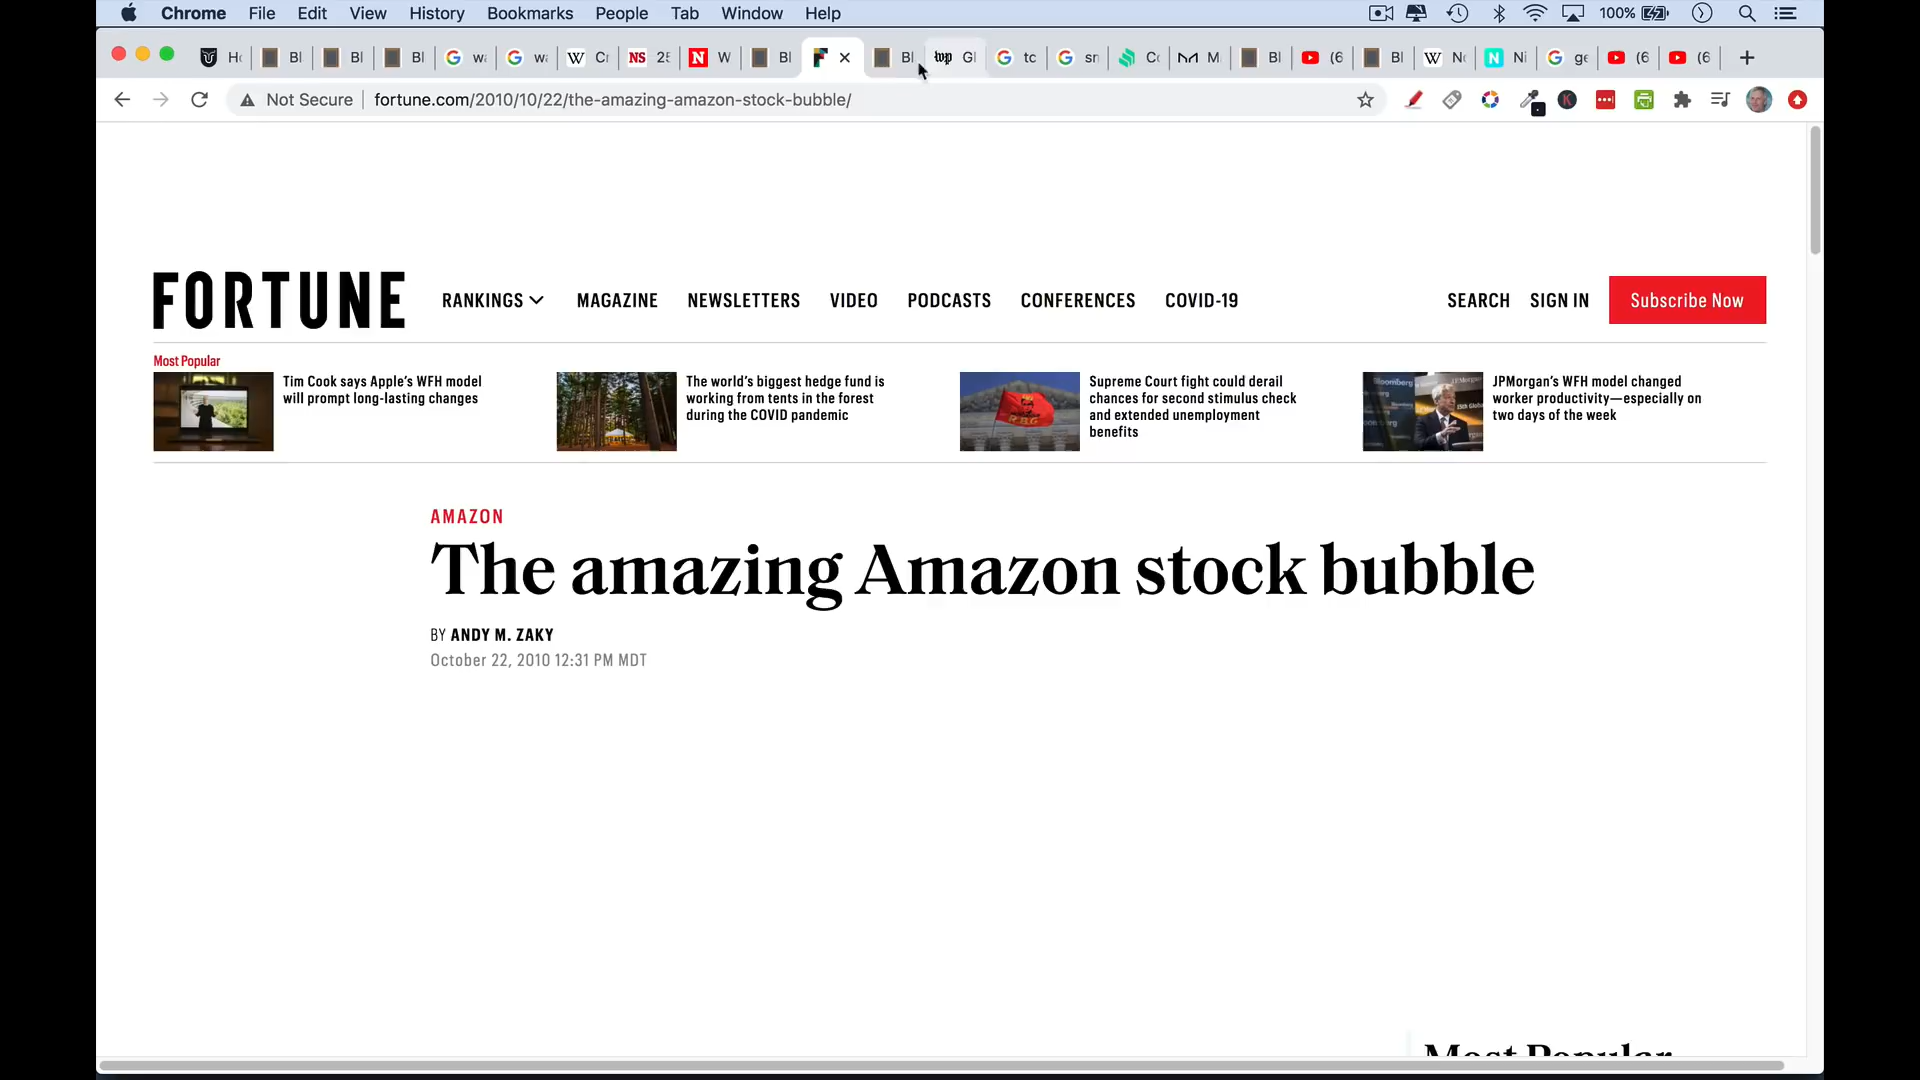 Chrome File Edit View History Bookmarks People Tab Window Help 100%
Not Secure fortune.com/2010/10/22/the-amazing-amazon-stock-bubble/
FORTUNE
RANKINGS MAGAZINE NEWSLETTERS VIDEO PODCASTS CONFERENCES COVID-19
SEARCH SIGN IN Subscribe Now
Most Popular
Tim Cook says Apple's WFH model
will prompt long-lasting changes
The world's biggest hedge fund is
working from tents in the forest
during the COVID pandemic
Supreme Court fight could derail
chances for second stimulus check
and extended unemployment
benefits
JPMorgan's WFH model changed
worker productivity—especially on
two days of the week
AMAZON
The amazing Amazon stock bubble
BY ANDY M. ZAKY
October 22, 2010 12:31 PM MDT
Most Popular